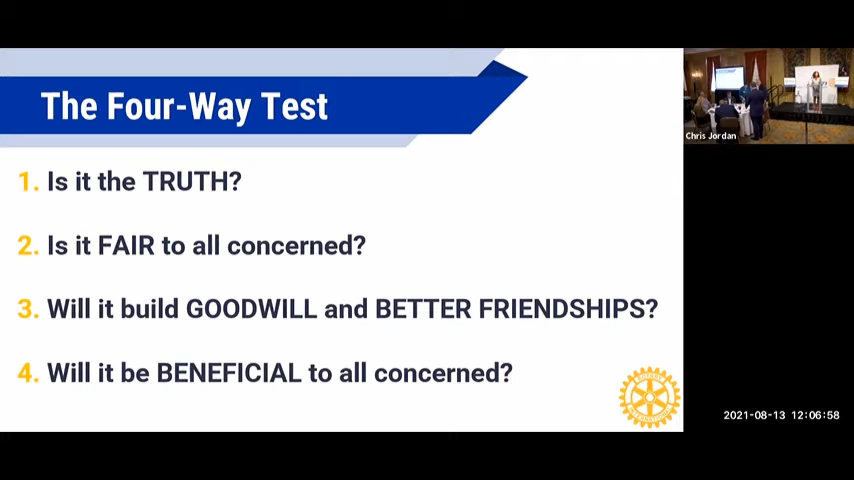 The Four-Way Test
1. Is it the TRUTH?
2. Is it FAIR to all concerned?
3. Will it build GOODWILL and BETTER FRIENDSHIPS?
4. Will it be BENEFICIAL to all concerned?
ROTARY
INTERNATIONAL
Chris Jordan
2021-08-13 12:06:58